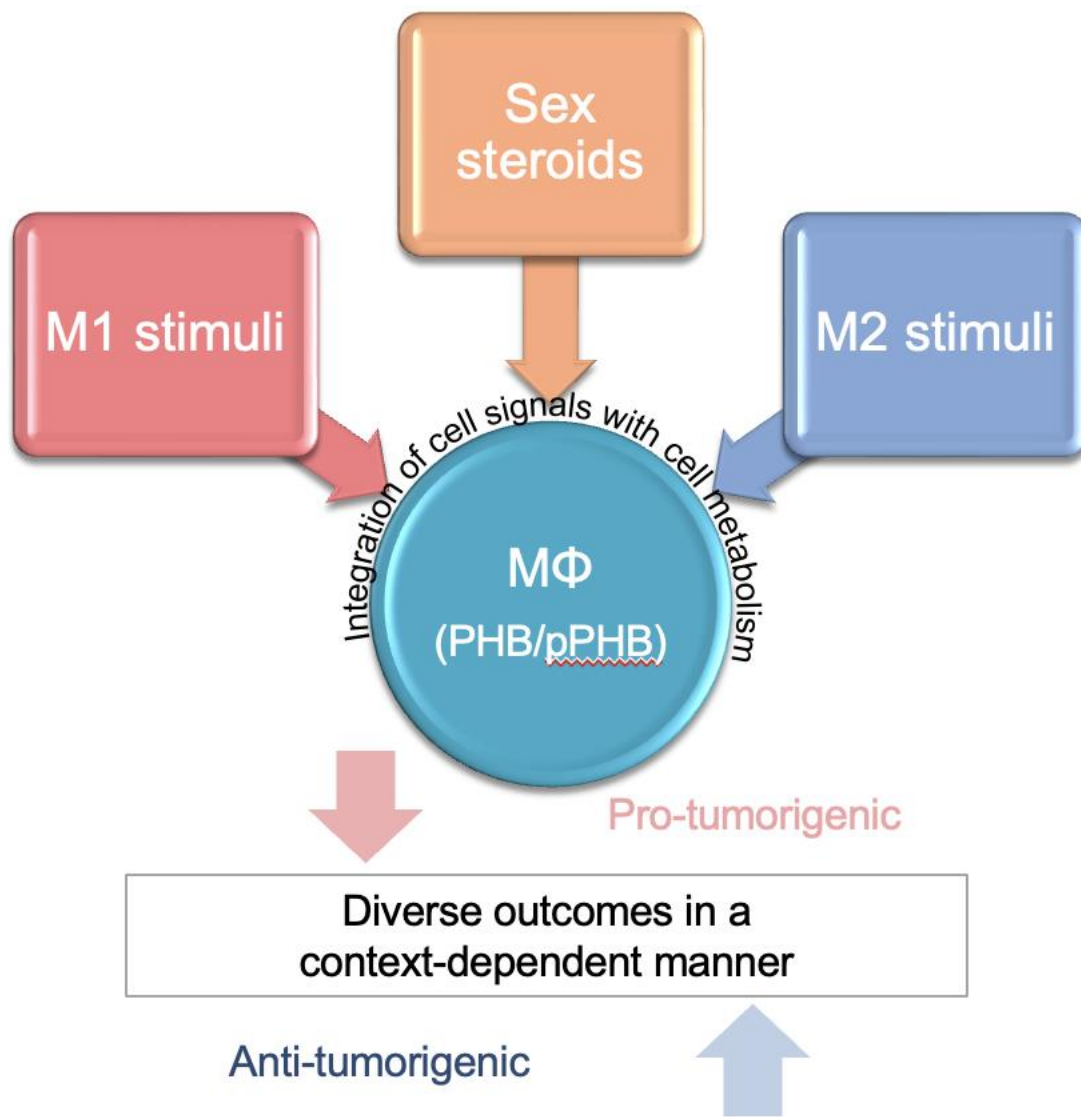 Sex
steroids
M1 stimuli
M2 stimuli
Integration of cell signals with cell metabolism
MΦ
(PHB/pPHB)
Pro-tumorigenic
Diverse outcomes in a
context-dependent manner
Anti-tumorigenic